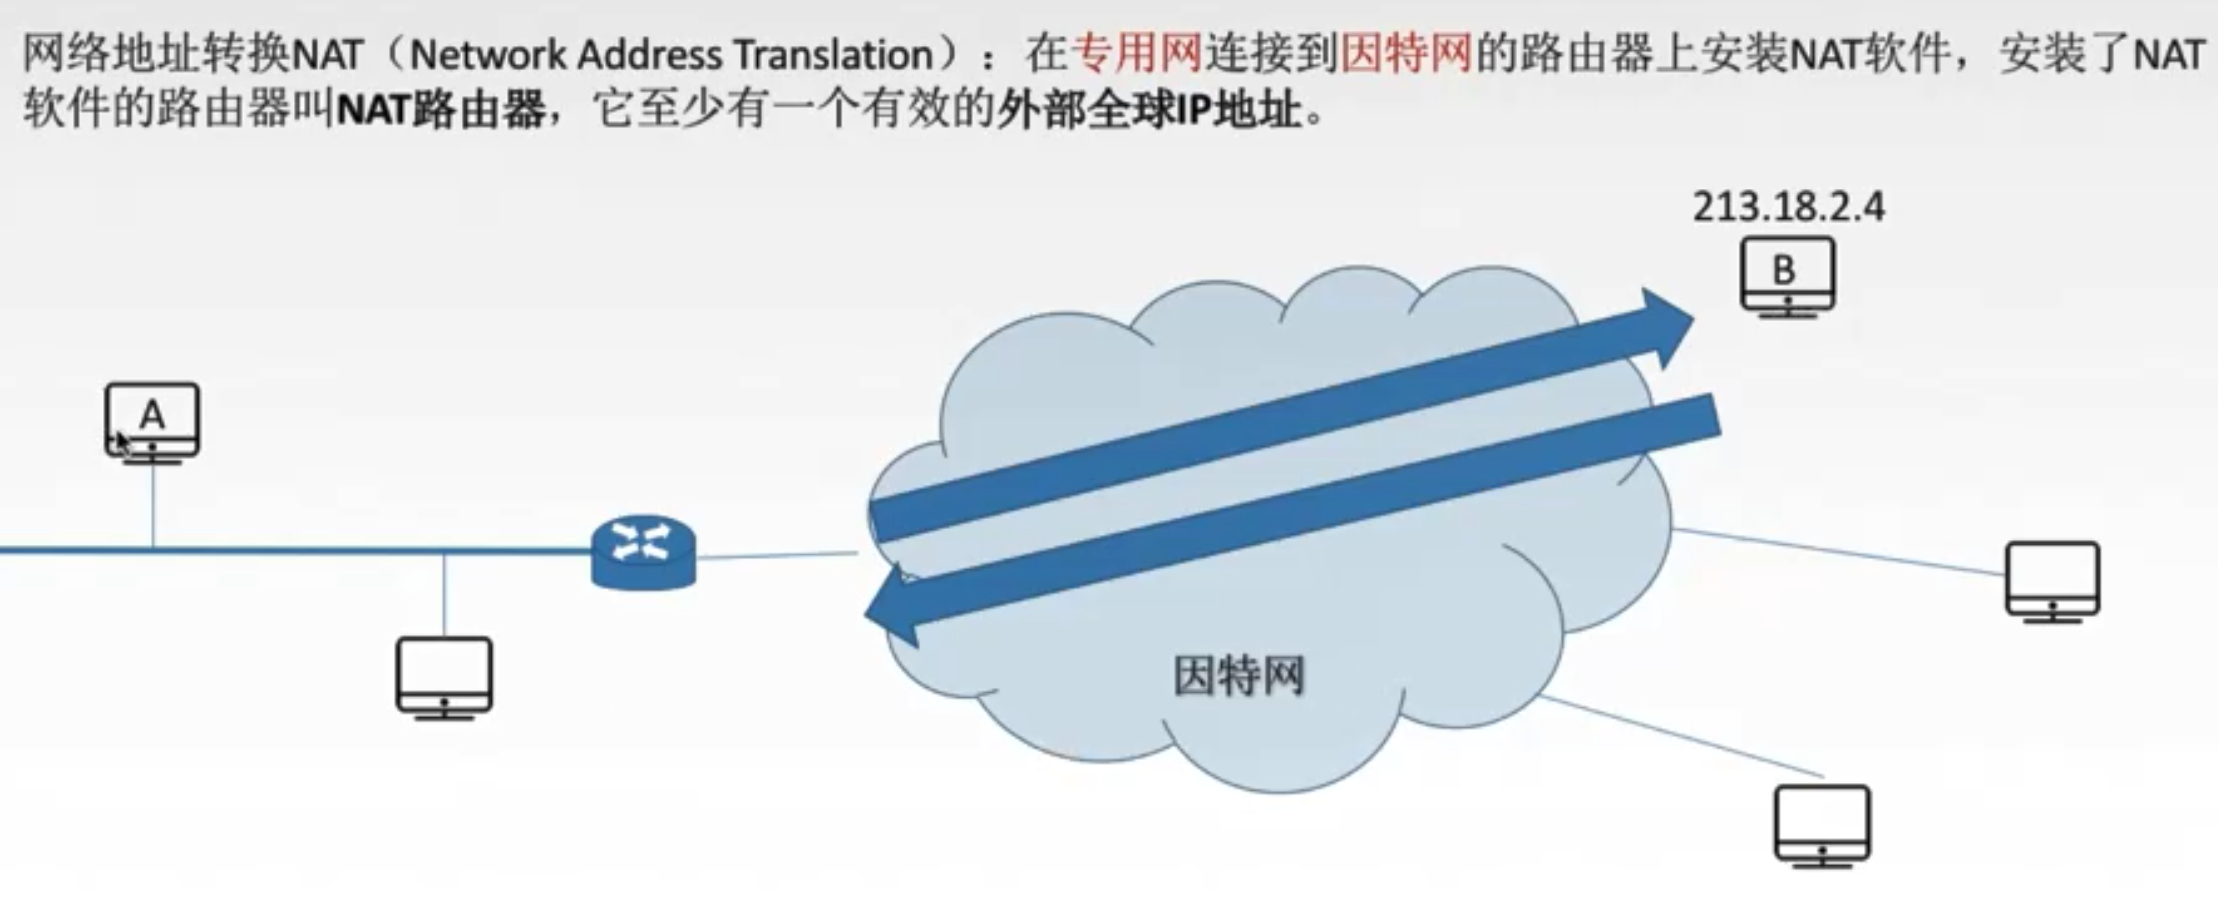 网络地址转换NAT（Network Address Translation）：在专用网连接到因特网的路由器上安装NAT软件，安装了NAT
软件的路由器叫NAT路由器，它至少有一个有效的外部全球IP地址。
213.18.2.4
B
A
因特网